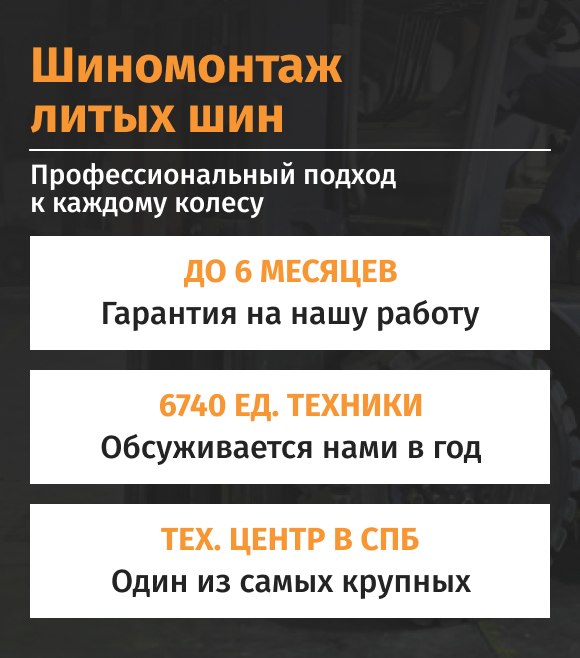 Шиномонтаж
литых шин
Профессиональный подход
к каждому колесу
ДО 6 МЕСЯЦЕВ
Гарантия на нашу работу
6740 ЕД. ТЕХНИКИ
Обсуживается нами в год
ТЕХ. ЦЕНТР В СПБ
Один из самых крупных